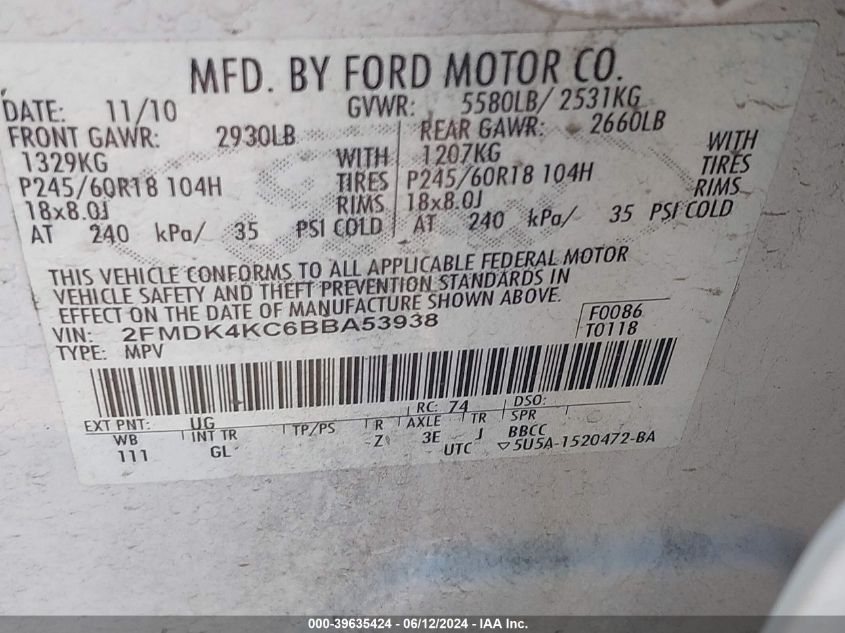 MFD. BY FORD MOTOR CO.
DATE: 11/10 GVWR: 5580LB/ 2531KG
FRONT GAWR: 2930LB REAR GAWR: 2660LB
1329KG WITH 1207KG WITH
P245/60R18 104H TIRES P245/60R18 104H TIRES
18x8.0J RIMS 18x8.0J RIMS
AT 240 kPa/ 35 PSI COLD AT 240 kPa/ 35 PSI COLD
THIS VEHICLE CONFORMS TO ALL APPLICABLE FEDERAL MOTOR
VEHICLE SAFETY AND THEFT PREVENTION STANDARDS IN
EFFECT ON THE DATE OF MANUFACTURE SHOWN ABOVE.
VIN: 2FMDK4KC6BBA53938 F0086
TYPE: MPV T0118
EXT PNT: UG RC: 74 DSO:
WB INT TR TP/PS R AXLE TR SPR
111 GL Z 3E J BBCC
UTC ▽5U5A-1520472-BA
000-39635424 - 06/12/2024 - IAA Inc.